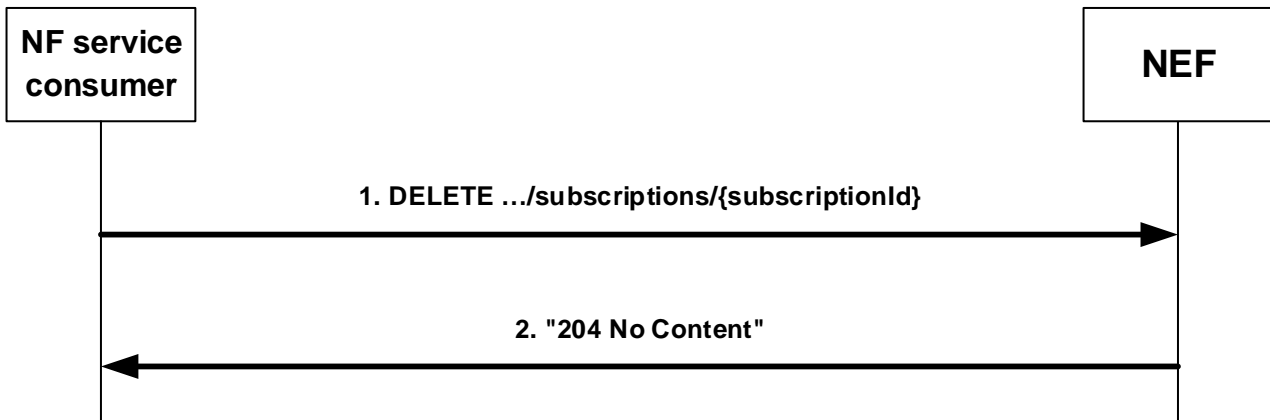 NF service
consumer
NEF
1. DELETE …/subscriptions/{subscriptionId}
2. "204 No Content"